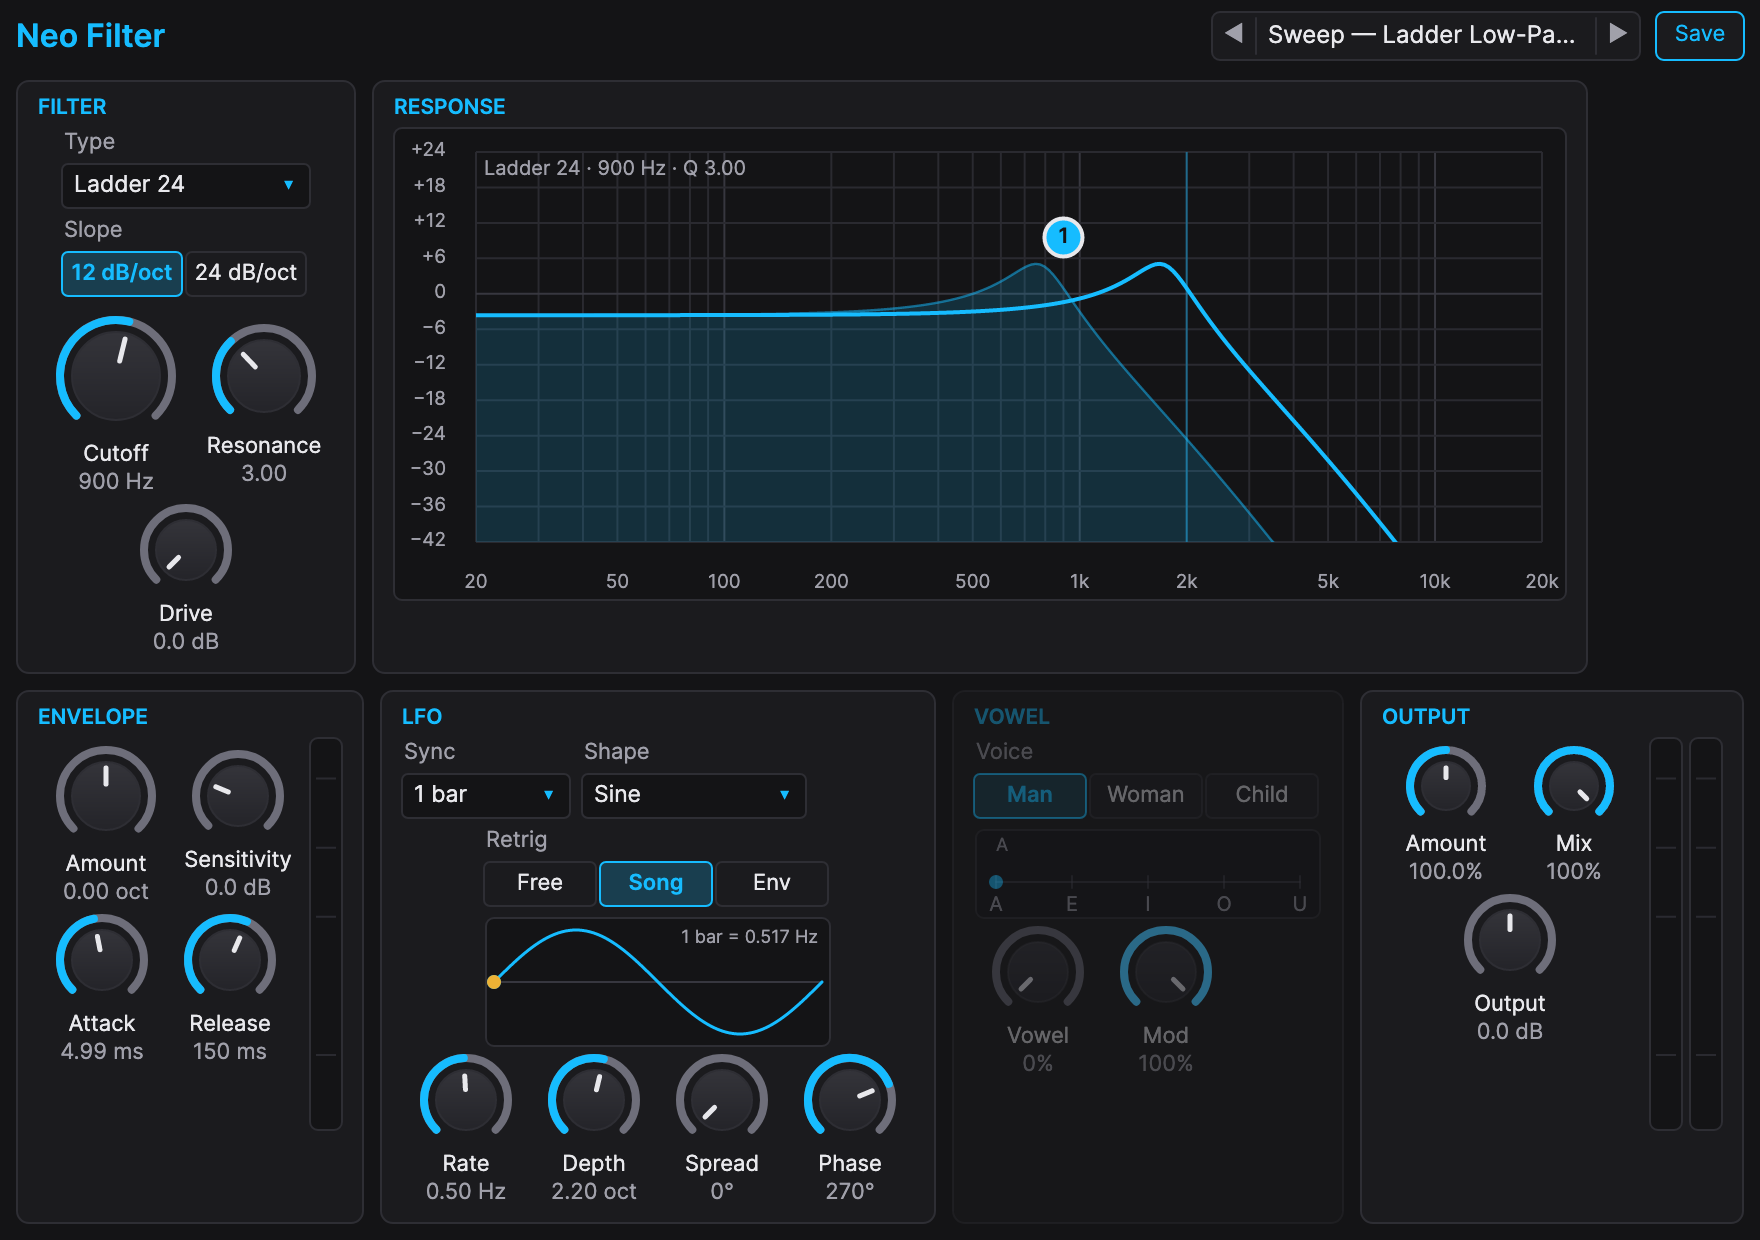 Neo Filter
◀ Sweep — Ladder Low-Pa... ▶ Save
FILTER
Type
Ladder 24
Slope
12 dB/oct 24 dB/oct
Cutoff
900 Hz
Resonance
3.00
Drive
0.0 dB
RESPONSE
Ladder 24 · 900 Hz · Q 3.00
+24
+18
+12
+6
0
−6
−12
−18
−24
−30
−36
−42
1
20 50 100 200 500 1k 2k 5k 10k 20k
ENVELOPE
Amount
0.00 oct
Sensitivity
0.0 dB
Attack
4.99 ms
Release
150 ms
LFO
Sync
1 bar
Shape
Sine
Retrig
Free Song Env
1 bar = 0.517 Hz
Rate
0.50 Hz
Depth
2.20 oct
Spread
0°
Phase
270°
VOWEL
Voice
Man Woman Child
A
A E I O U
Vowel
0%
Mod
100%
OUTPUT
Amount
100.0%
Mix
100%
Output
0.0 dB